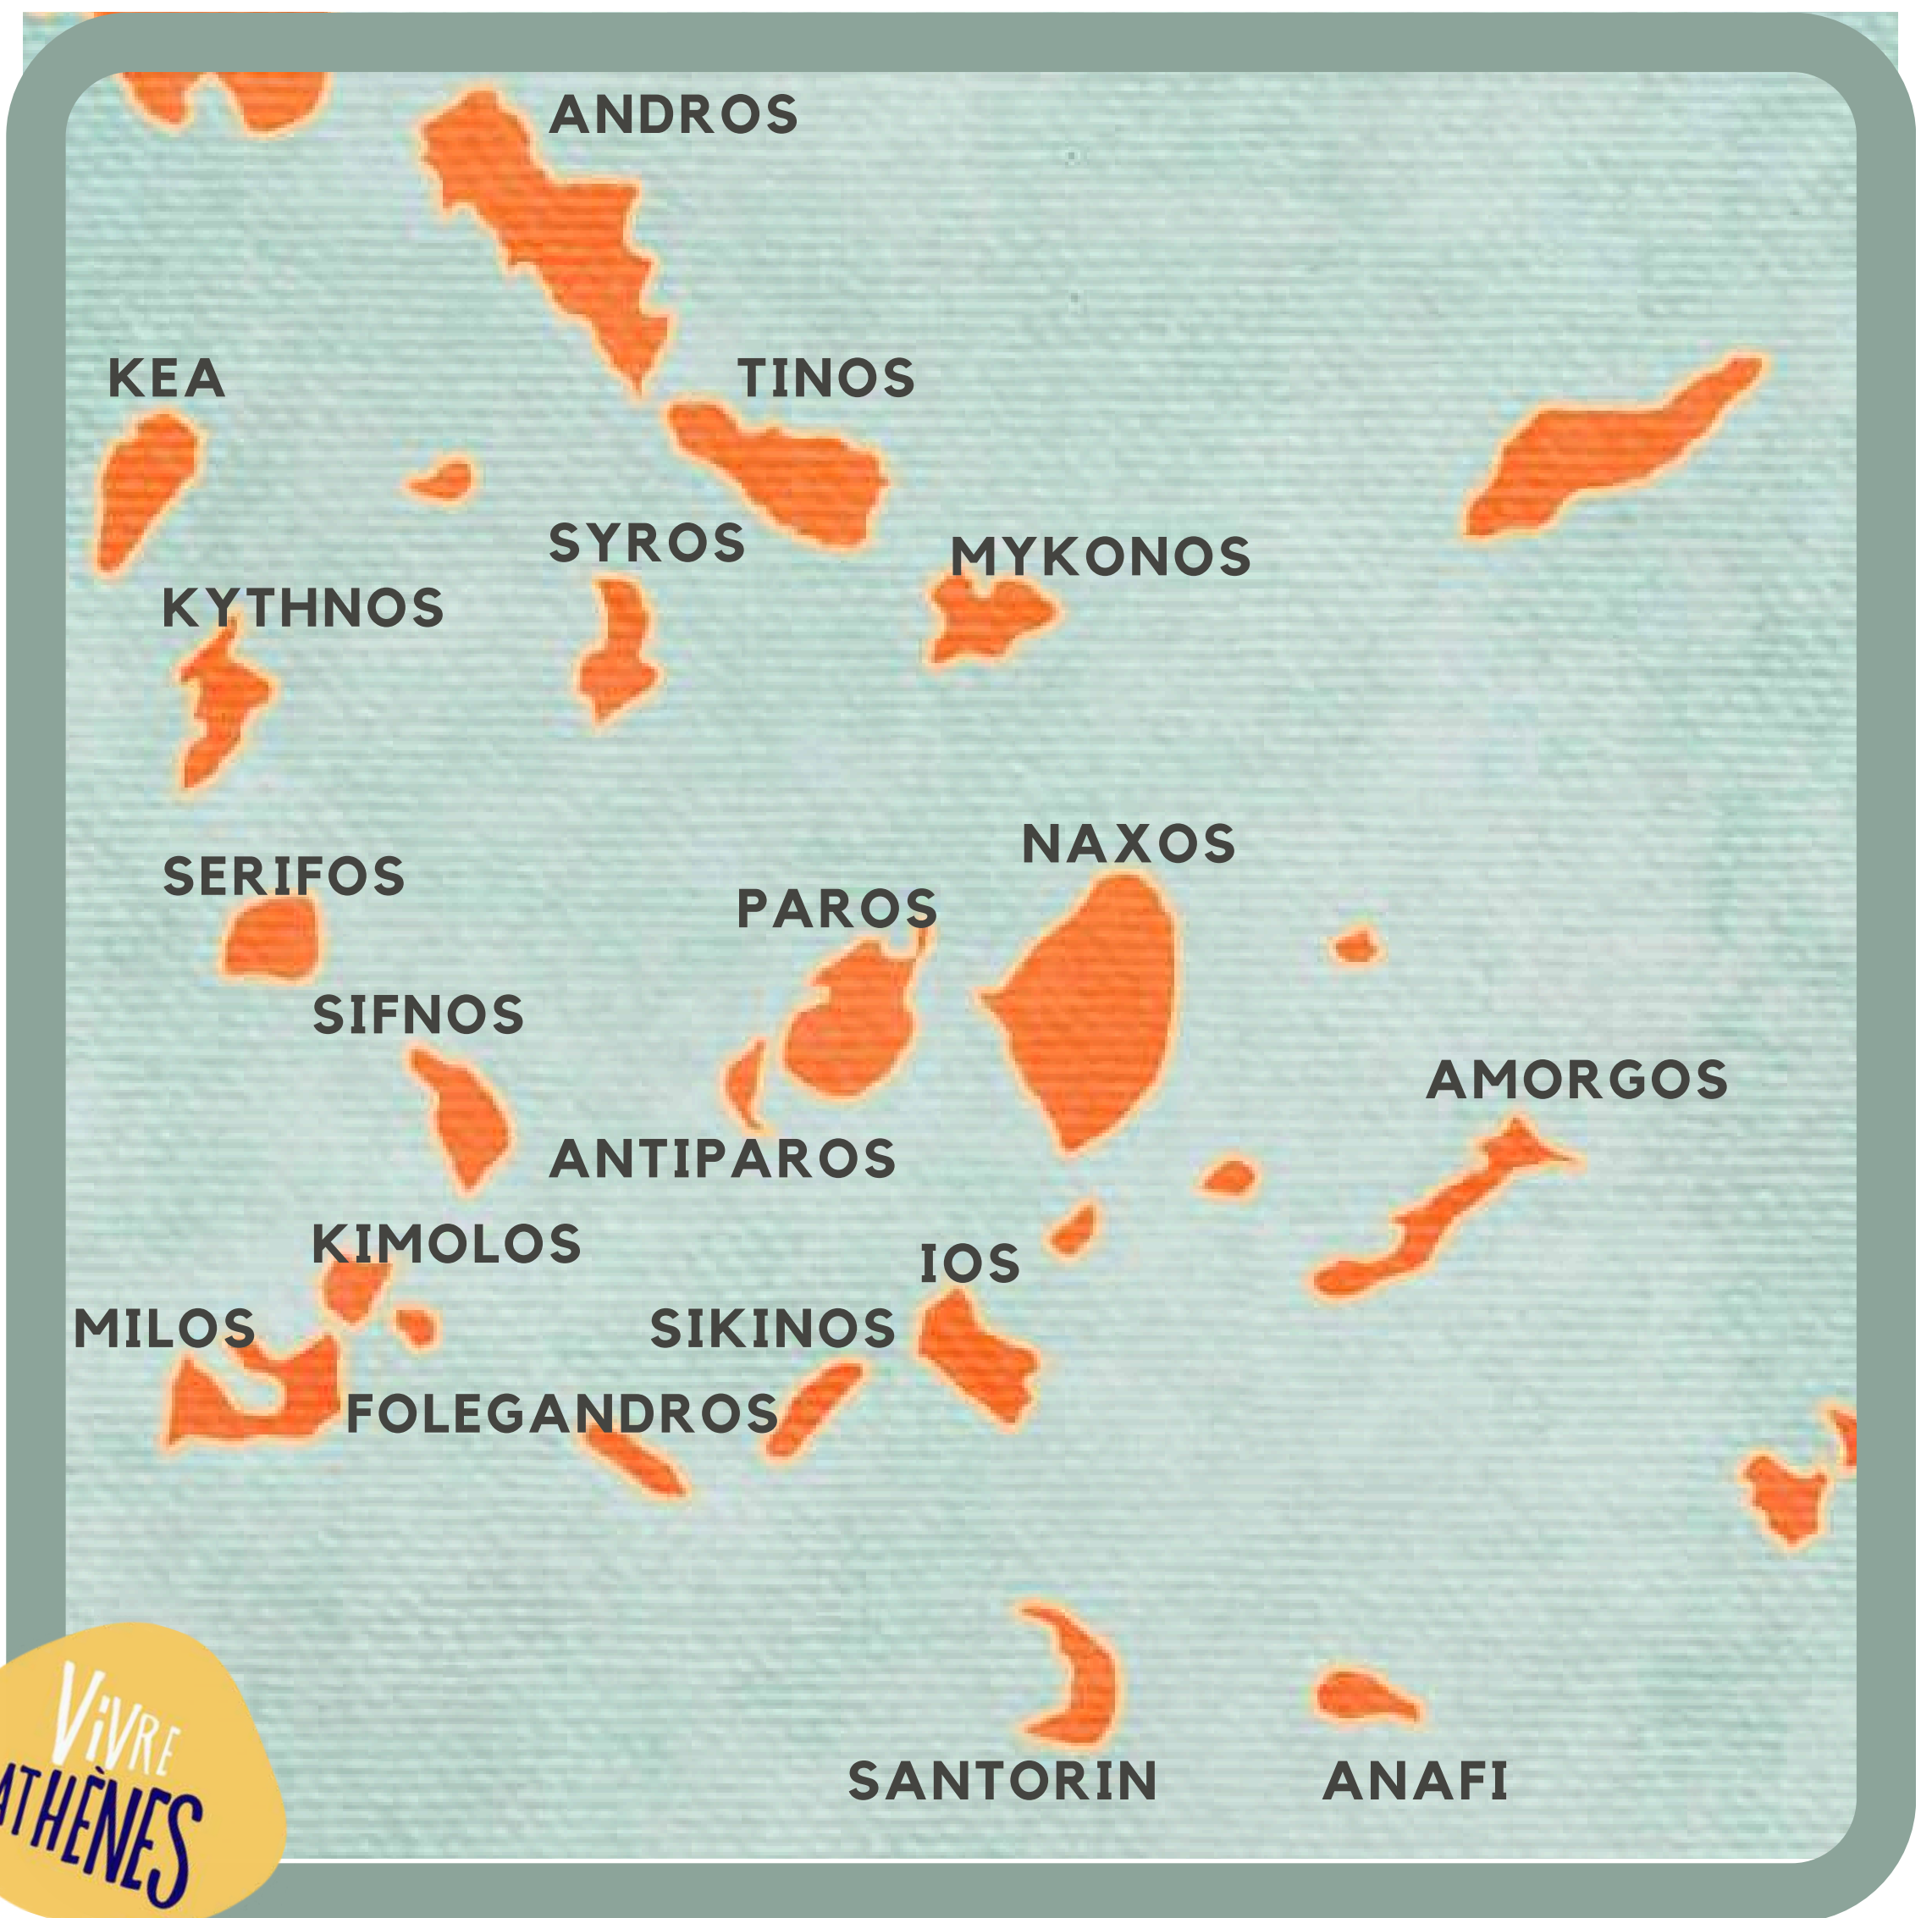 ANDROS
KEA
TINOS
SYROS
MYKONOS
KYTHNOS
NAXOS
SERIFOS
PAROS
SIFNOS
AMORGOS
ANTIPAROS
KIMOLOS
IOS
MILOS
SIKINOS
FOLEGANDROS
VIVRE
ATHÈNES
SANTORIN
ANAFI